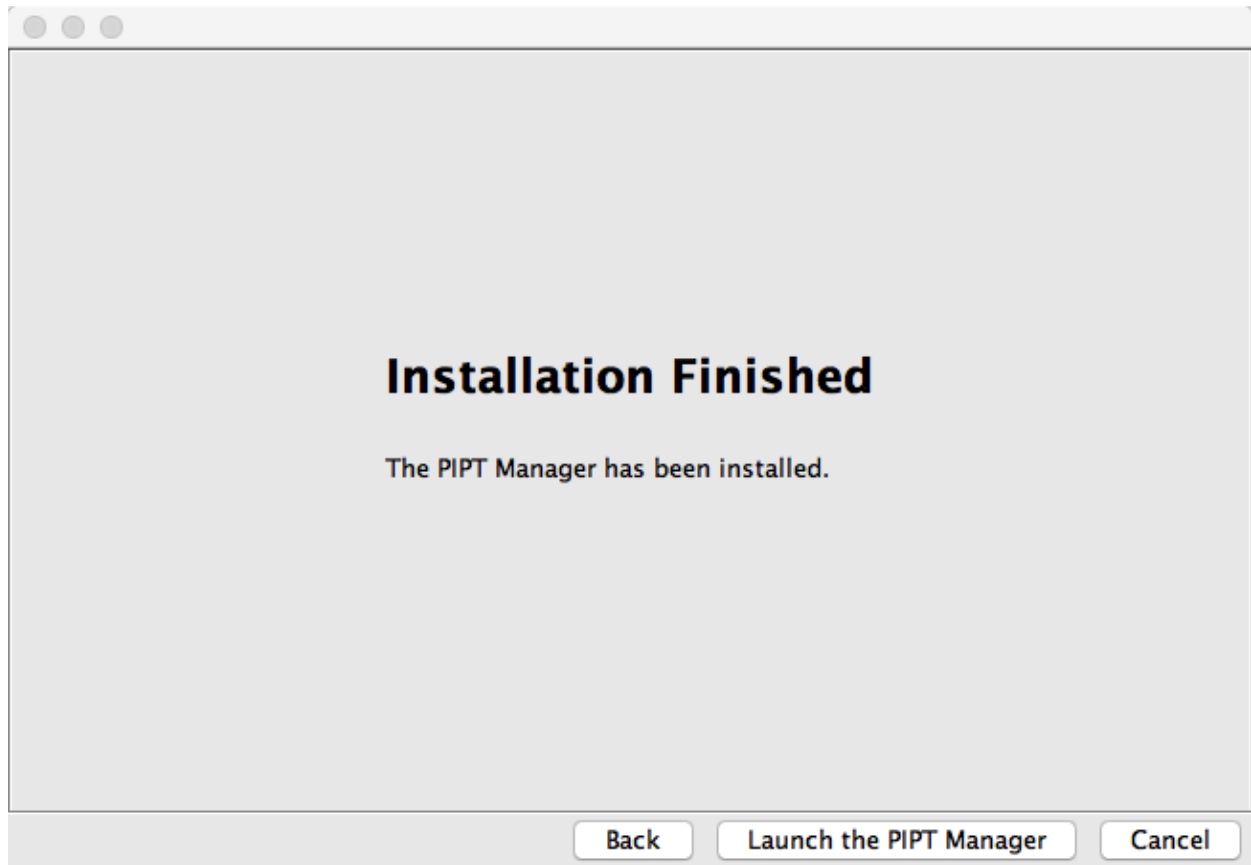 Installation Finished
The PIPT Manager has been installed.
Back
Launch the PIPT Manager
Cancel